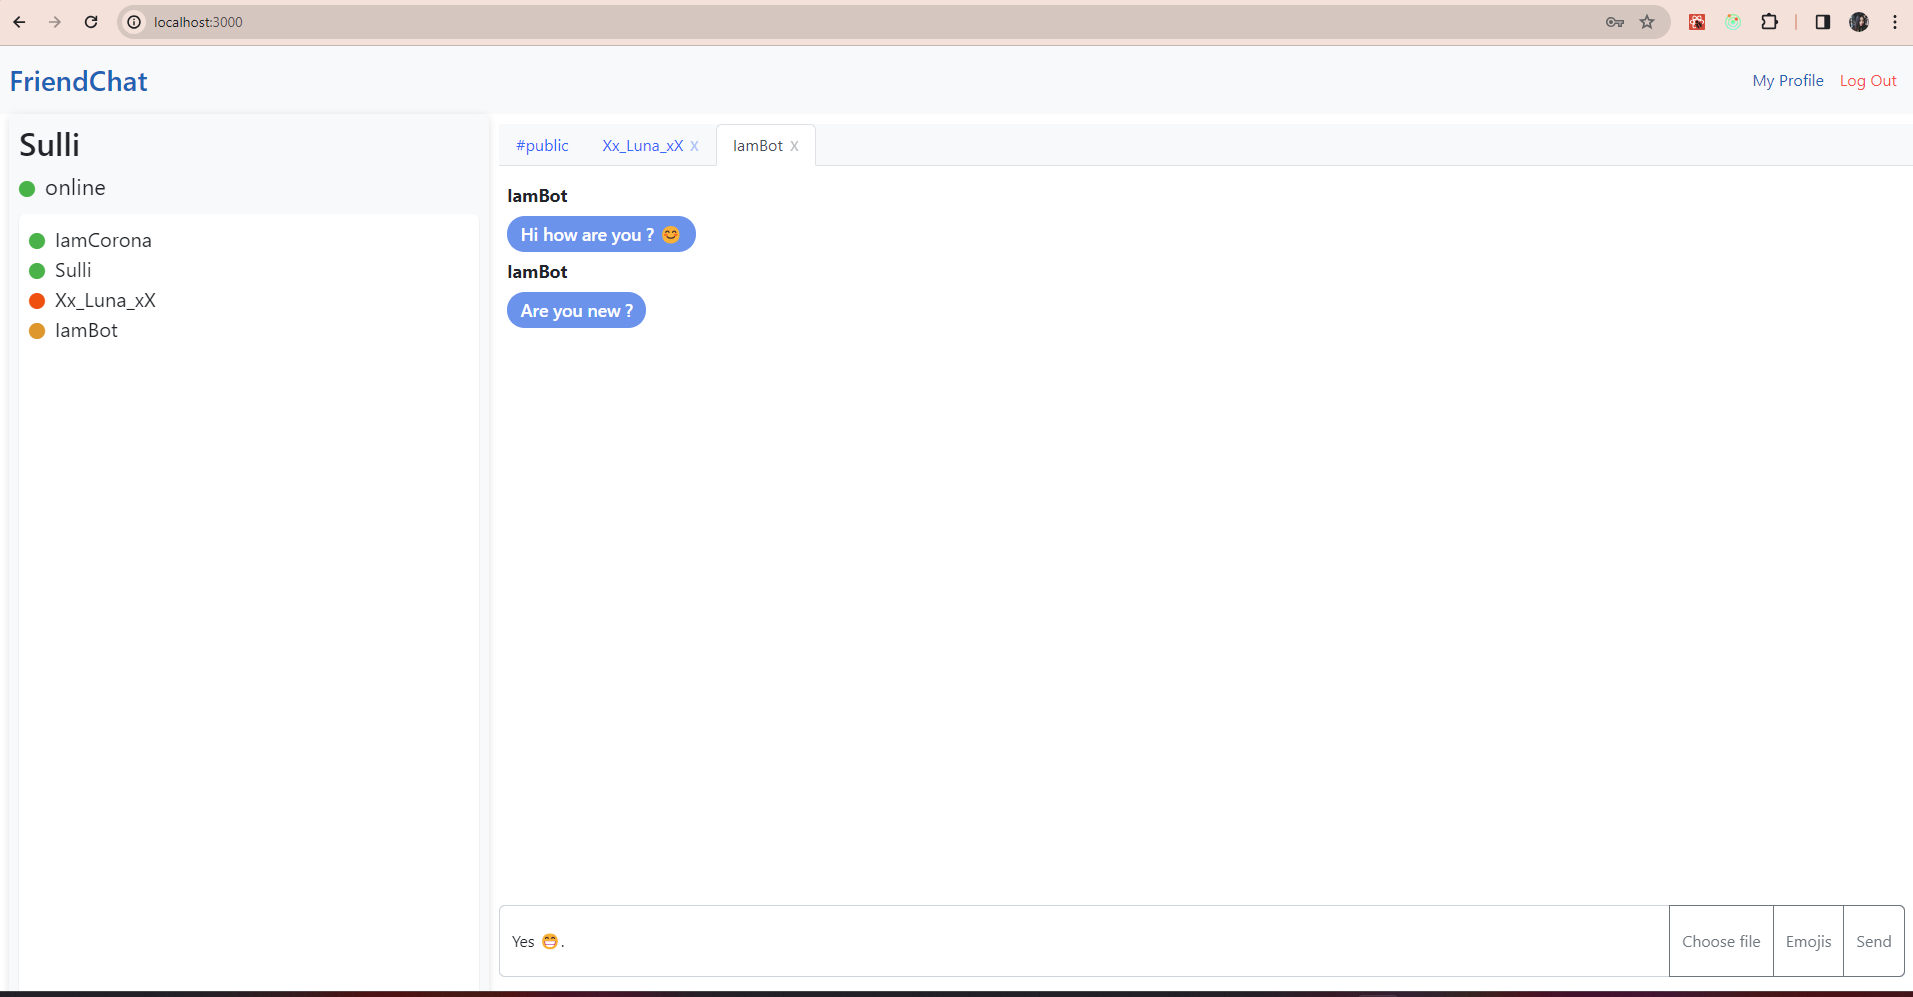 localhost:3000
FriendChat
My Profile Log Out
Sulli
online
IamCorona
Sulli
Xx_Luna_xX
IamBot
#public Xx_Luna_xX X IamBot X
IamBot
Hi how are you ? 😊
IamBot
Are you new ?
Yes 😁.
Choose file Emojis Send